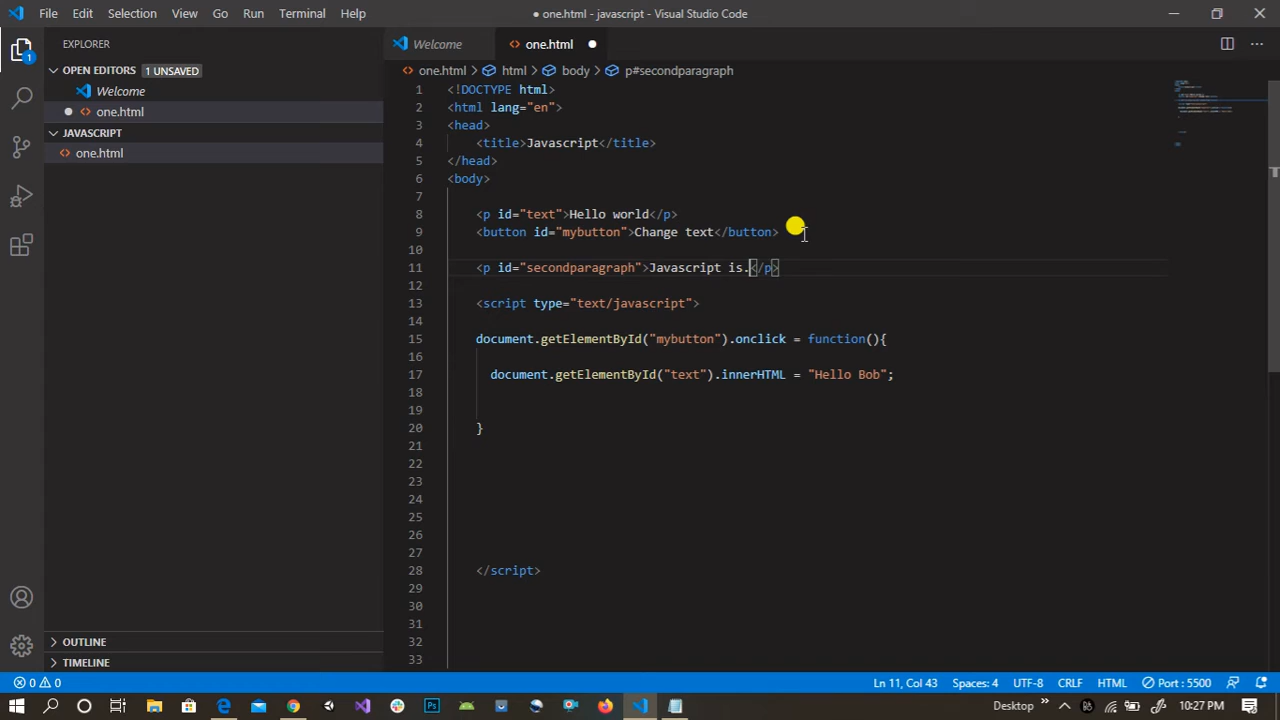 File Edit Selection View Go Run Terminal Help
● one.html - javascript - Visual Studio Code
EXPLORER
Welcome
one.html
OPEN EDITORS 1 UNSAVED
one.html > html > body > p#secondparagraph
Welcome
one.html
JAVASCRIPT
one.html
1 <!DOCTYPE html>
2 <html lang="en">
3 <head>
4 <title>Javascript</title>
5 </head>
6 <body>
7
8 <p id="text">Hello world</p>
9 <button id="mybutton">Change text</button>
10
11 <p id="secondparagraph">Javascript is.</p>
12
13 <script type="text/javascript">
14
15 document.getElementById("mybutton").onclick = function(){
16
17 document.getElementById("text").innerHTML = "Hello Bob";
18
19
20 }
21
22
23
24
25
26
27
28 </script>
29
30
31
32
33
OUTLINE
TIMELINE
0 0 Ln 11, Col 43 Spaces: 4 UTF-8 CRLF HTML Port : 5500
Desktop 10:27 PM